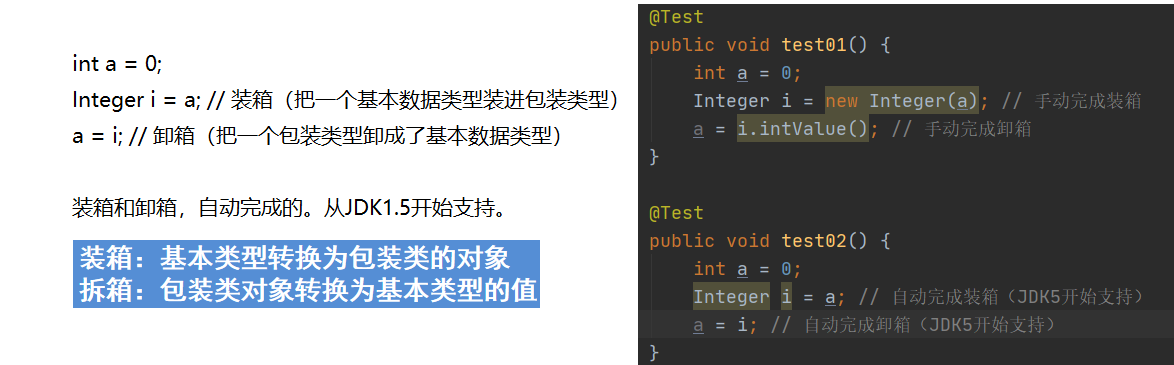 int a = 0;
Integer i = a; // 装箱（把一个基本数据类型装进包装类型）
a = i; // 卸箱（把一个包装类型卸成了基本数据类型）
装箱和卸箱，自动完成的。从JDK1.5开始支持。
装箱：基本类型转换为包装类的对象
拆箱：包装类对象转换为基本类型的值
@Test
public void test01() {
int a = 0;
Integer i = new Integer(a); // 手动完成装箱
a = i.intValue(); // 手动完成卸箱
}
@Test
public void test02() {
int a = 0;
Integer i = a; // 自动完成装箱（JDK5开始支持）
a = i; // 自动完成卸箱（JDK5开始支持）
}